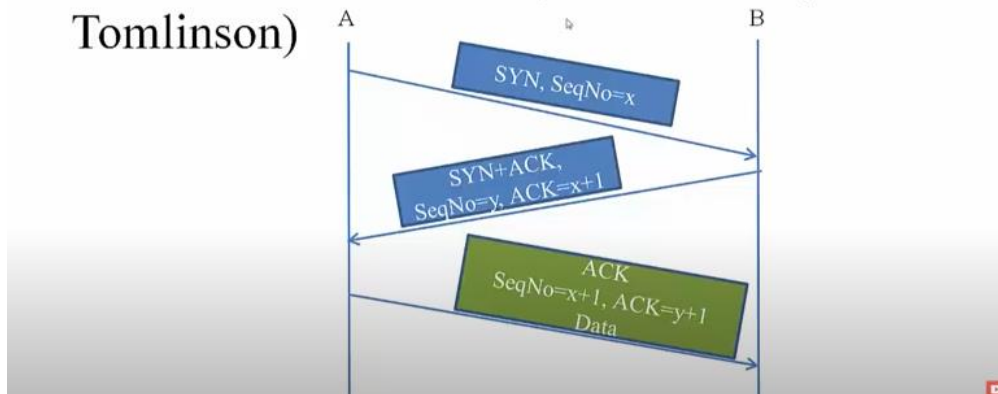 Tomlinson)
A
B
SYN, SeqNo=x
SYN+ACK,
SeqNo=y, ACK=x+1
ACK
SeqNo=x+1, ACK=y+1
Data